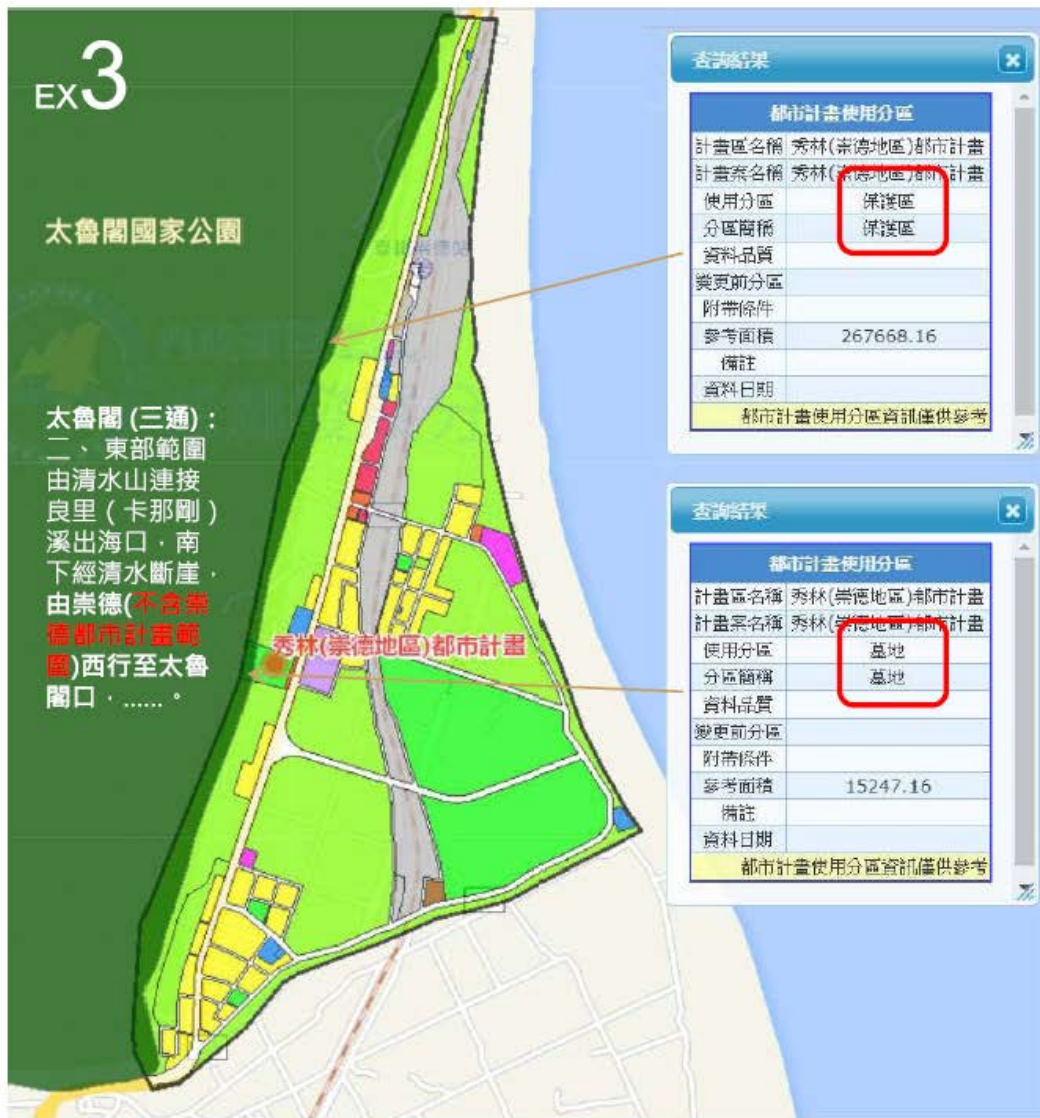 EX3
太魯閣國家公園
太魯閣 (三通)：
二、 東部範圍
由清水山連接
良里（卡那剛）
溪出海口，南
下經清水斷崖，
由崇德(不含崇
德都市計畫範
圍)西行至太魯
閣口，......。
秀林(崇德地區)都市計畫
查詢結果
都市計畫使用分區
計畫區名稱 秀林(崇德地區)都市計畫
計畫案名稱 秀林(崇德地區)都市計畫
使用分區 保護區
分區簡稱 保護區
資料品質
變更前分區
附帶條件
參考面積 267668.16
備註
資料日期
都市計畫使用分區資訊僅供參考
查詢結果
都市計畫使用分區
計畫區名稱 秀林(崇德地區)都市計畫
計畫案名稱 秀林(崇德地區)都市計畫
使用分區 墓地
分區簡稱 墓地
資料品質
變更前分區
附帶條件
參考面積 15247.16
備註
資料日期
都市計畫使用分區資訊僅供參考